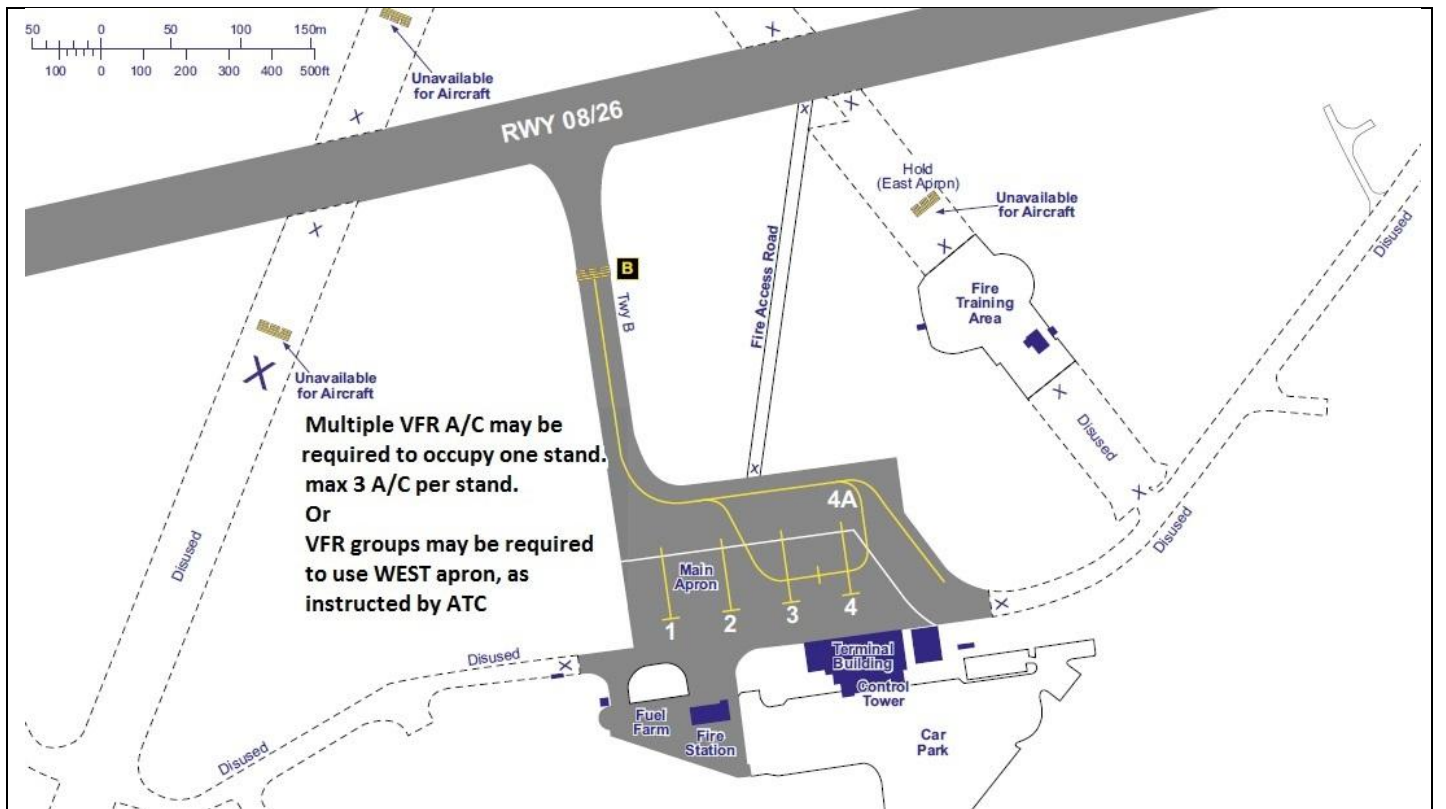 50 0 50 100 150m
100 0 100 200 300 400 500ft
Unavailable
for Aircraft
X
X
X
RWY 08/26
X
X
X
Hold
(East Apron)
Unavailable
for Aircraft
X
X
Disused
B
Twy B
Fire Access Road
Fire
Training
Area
Unavailable
for Aircraft
X
X
Disused
Multiple VFR A/C may be
required to occupy one stand.
max 3 A/C per stand.
Or
VFR groups may be required
to use WEST apron, as
instructed by ATC
X
4A
X
Disused
Disused
Main
Apron
1
2
3
4
X
Disused
X
Terminal
Building
Control
Tower
Fuel
Farm
Fire
Station
Car
Park
Disused